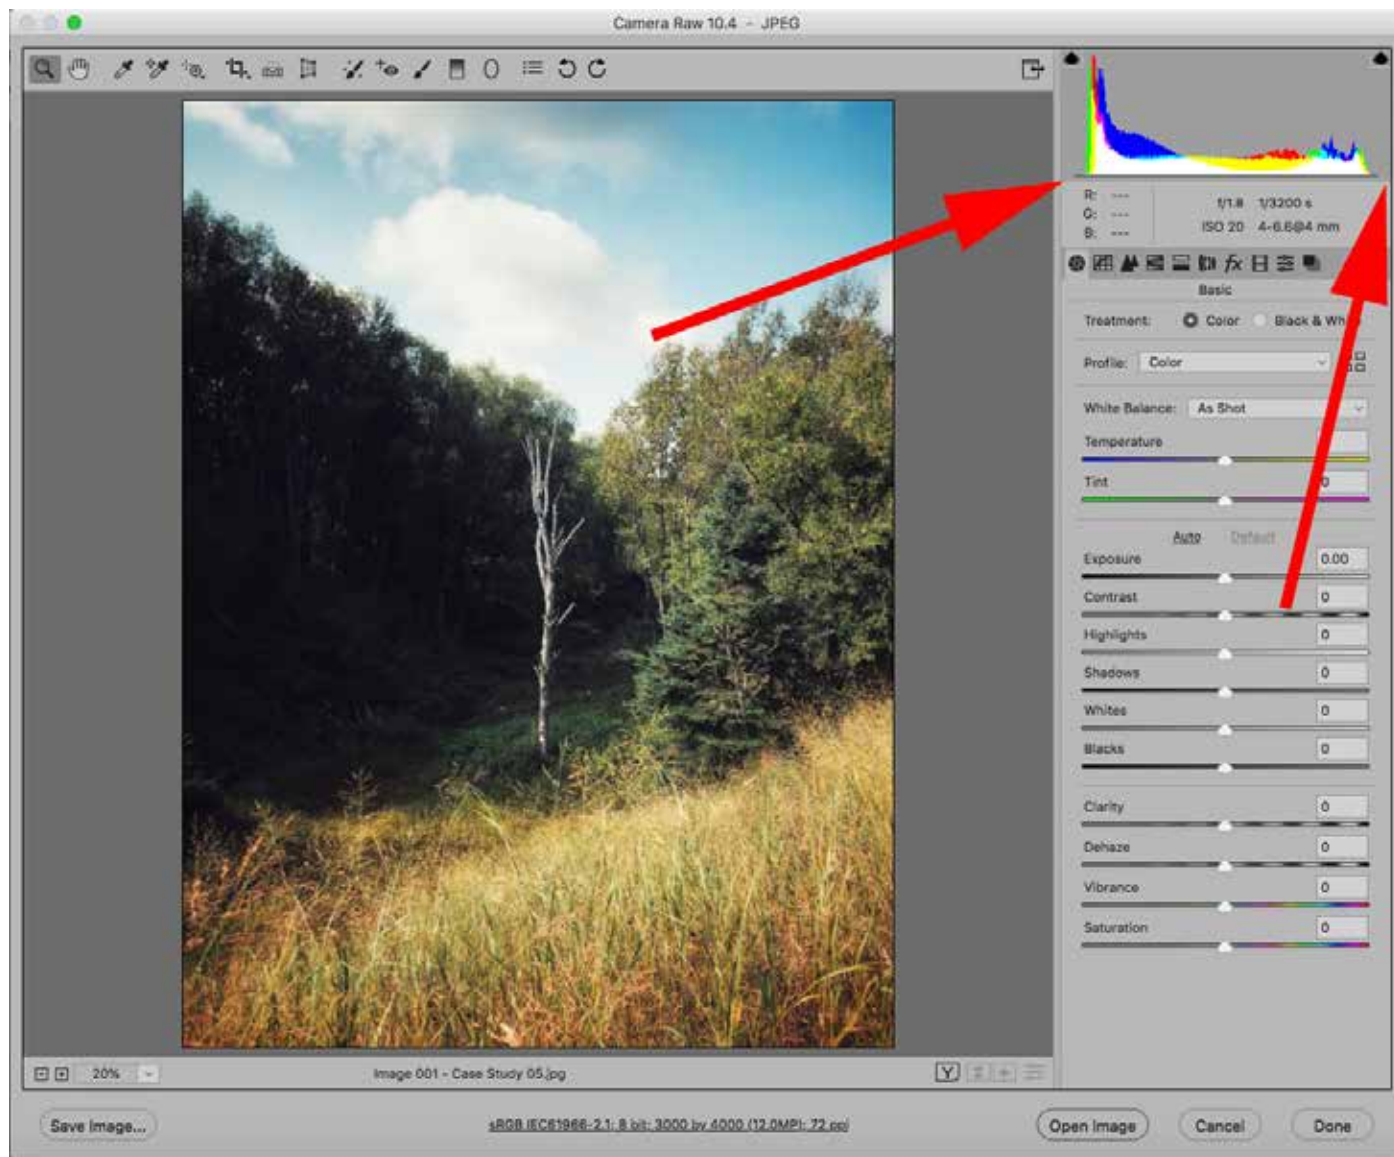 Camera Raw 10.4 - JPEG
R: ---
G: ---
B: ---
f/1.8 1/3200 s
ISO 20 4-6.6@4 mm
fx
Basic
Treatment: Color Black & Whi
Profile: Color
White Balance: As Shot
Temperature
Tint 0
Auto Default
Exposure 0.00
Contrast 0
Highlights 0
Shadows 0
Whites 0
Blacks 0
Clarity 0
Dehaze 0
Vibrance 0
Saturation 0
20% Image 001 - Case Study 05.jpg Y
Save Image... sRGB IEC61966-2.1; 8 bit; 3000 by 4000 (12.0MP); 72 ppi Open Image Cancel Done